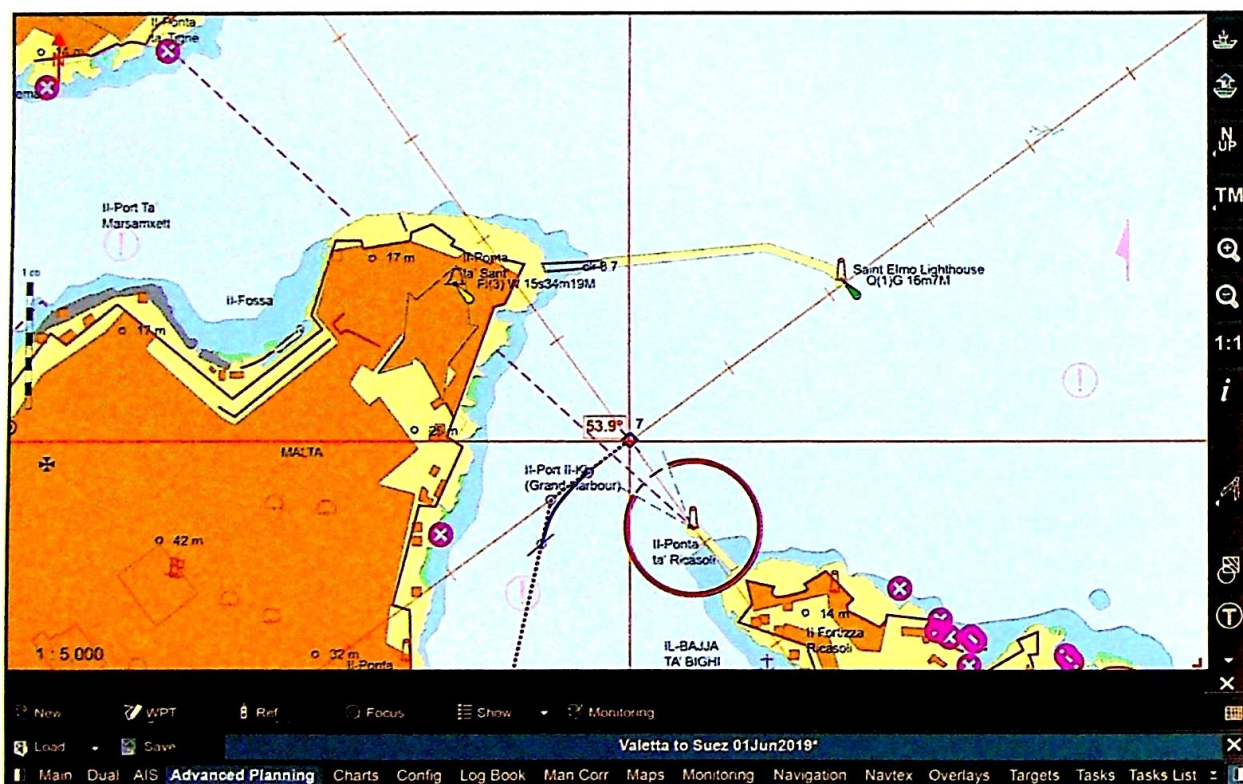 Il-Ponta
ta' Tigne
14 m
Il-Port Ta'
Marsamxett
1 cb
17 m
Il-Ponta
ta' Sant
Fl(3) W 15s34m19M
8.7
Saint Elmo Lighthouse
Q(1)G 16m7M
Il-Fossa
17 m
53.9°
7
MALTA
Il-Port Il-Kbir
(Grand-Harbour)
42 m
Il-Ponta
ta' Ricasoli
14 m
Il-Fortizza
Ricasoli
IL-BAJJA
TA' BIGHI
1 : 5,000
32 m
Il-Ponta
N
UP
TM
1:1
i
T
New
WPT
Ref
Focus
Show
Monitoring
Load
Save
Valetta to Suez 01Jun2019*
Main Dual AIS Advanced Planning Charts Config Log Book Man Corr Maps Monitoring Navigation Navtex Overlays Targets Tasks Tasks List